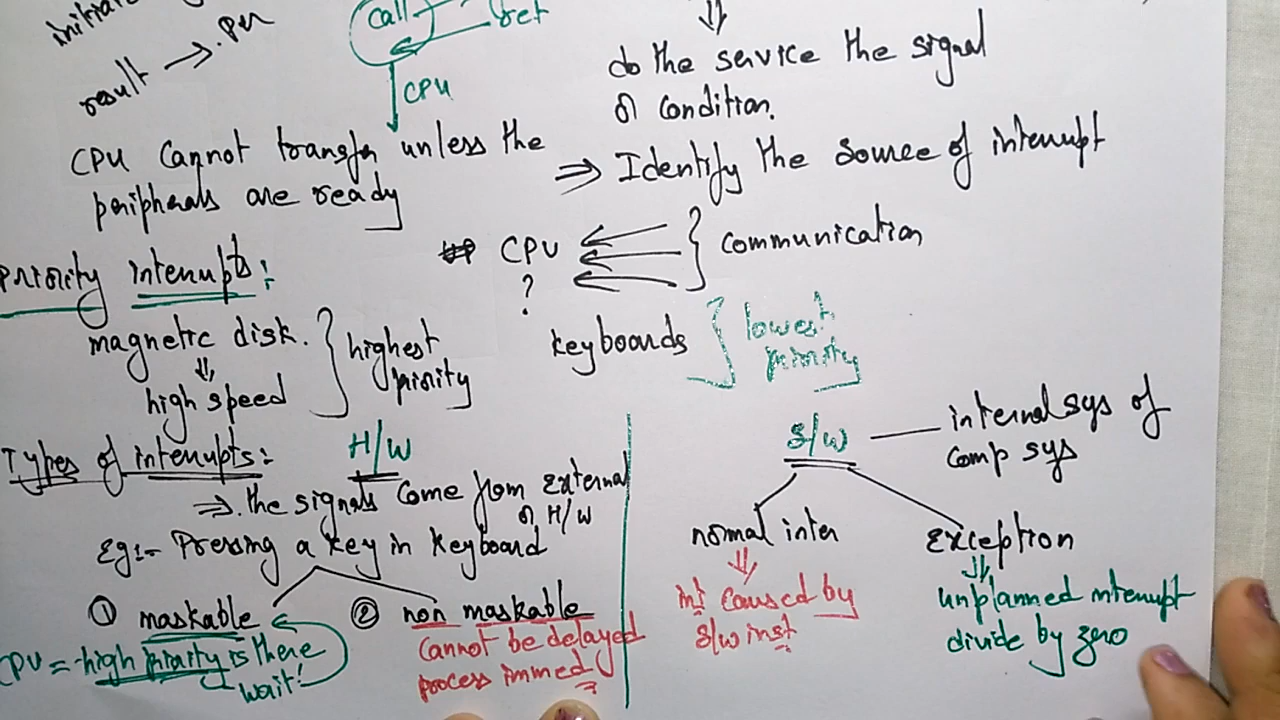 result → . Per
call
ret
CPU
CPU Cannot transfer unless the
peripherals are ready
do the service the signal
or Condition.
⇒ Identify the source of interrupt
CPU
?
} communication
Priority interrupts:
magnetic disk.
⇓
high speed
} highest
priority
keyboards
} lowest
priority
Types of interrupts:
H/W
⇒ . the signals come from external
or H/W
Eg:- Pressing a key in keyboard
① maskable
CPU = high priority is there
wait!
② non maskable
Cannot be delayed
process immed
S/W — internal sys of
comp sys
normal inter
⇓
int caused by
S/w inst
Exception
⇓
unplanned interrupt
divide by zero